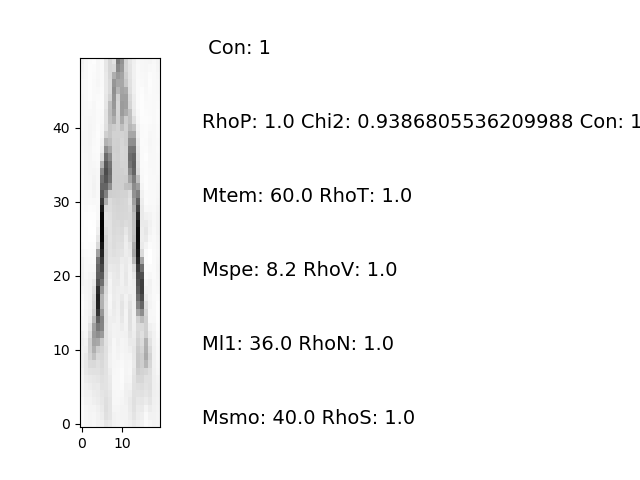 Con: 1
RhoP: 1.0 Chi2: 0.9386805536209988 Con: 1
Mtem: 60.0 RhoT: 1.0
Mspe: 8.2 RhoV: 1.0
Ml1: 36.0 RhoN: 1.0
Msmo: 40.0 RhoS: 1.0
40
30
20
10
0
0 10